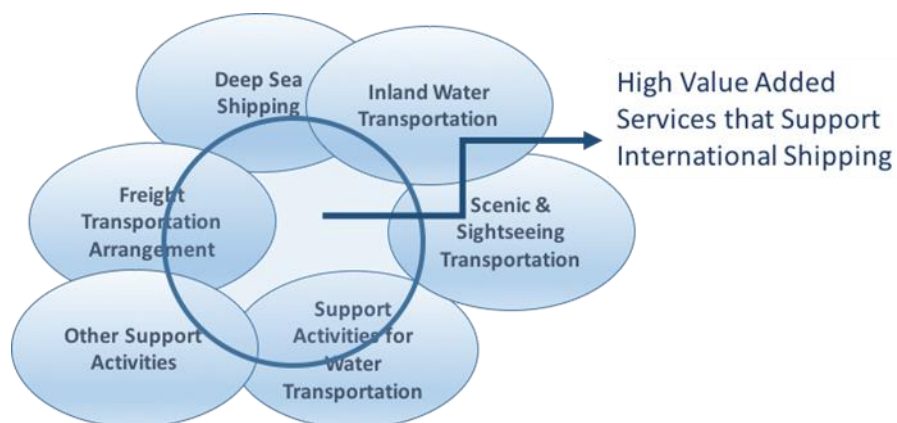 Deep Sea
Shipping
Inland Water
Transportation
High Value Added
Services that Support
International Shipping
Freight
Transportation
Arrangement
Scenic &
Sightseeing
Transportation
Other Support
Activities
Support
Activities for
Water
Transportation